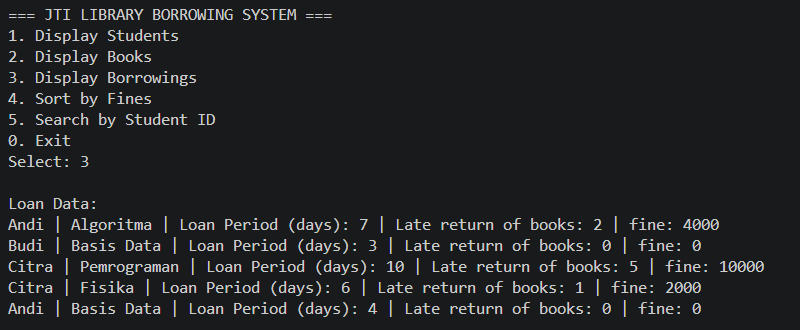 === JTI LIBRARY BORROWING SYSTEM ===
1. Display Students
2. Display Books
3. Display Borrowings
4. Sort by Fines
5. Search by Student ID
0. Exit
Select: 3

Loan Data:
Andi | Algoritma | Loan Period (days): 7 | Late return of books: 2 | fine: 4000
Budi | Basis Data | Loan Period (days): 3 | Late return of books: 0 | fine: 0
Citra | Pemrograman | Loan Period (days): 10 | Late return of books: 5 | fine: 10000
Citra | Fisika | Loan Period (days): 6 | Late return of books: 1 | fine: 2000
Andi | Basis Data | Loan Period (days): 4 | Late return of books: 0 | fine: 0